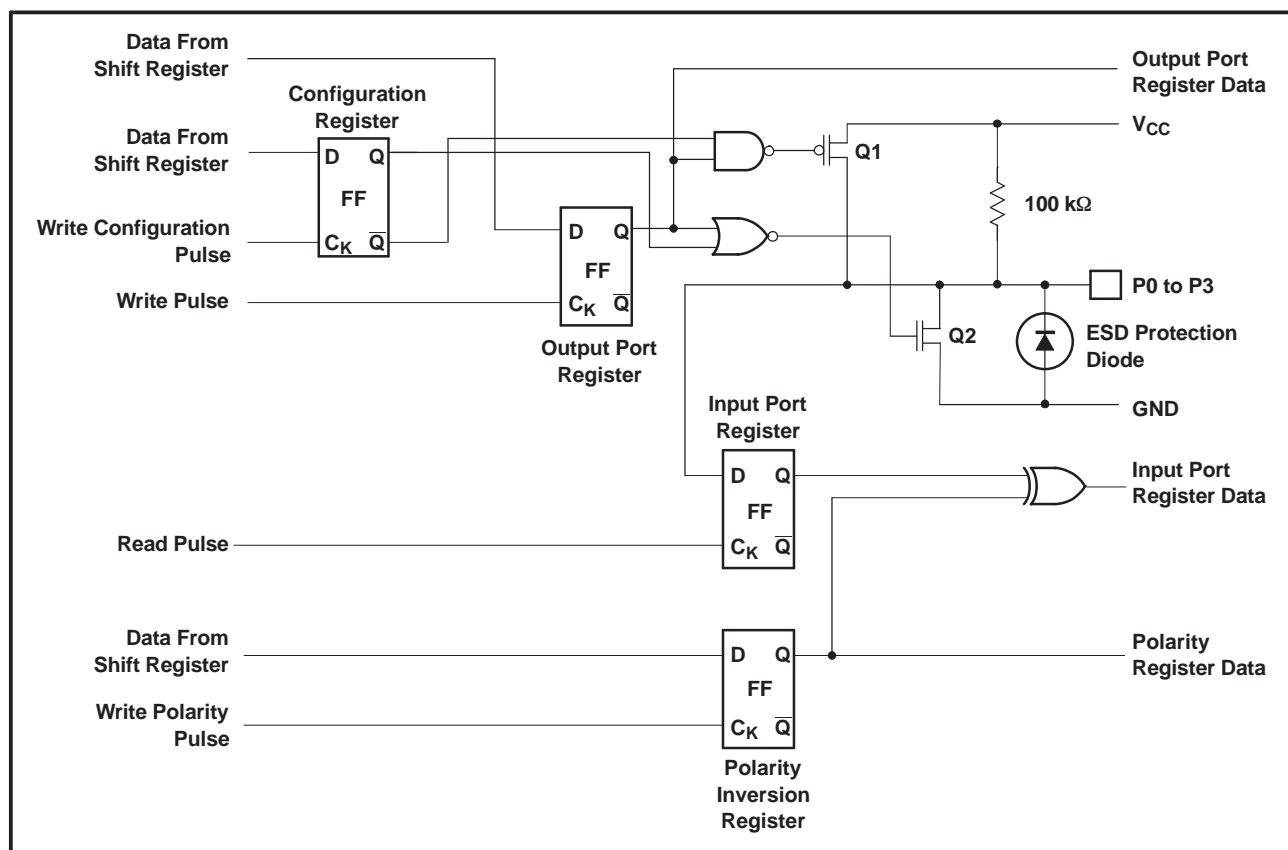 Data From
Shift Register
Configuration
Register
Data From
Shift Register
D Q
FF
CK Q̅
Write Configuration
Pulse
Write Pulse
D Q
FF
CK Q̅
Output Port
Register
Output Port
Register Data
VCC
Q1
100 kΩ
P0 to P3
Q2
ESD Protection
Diode
GND
Input Port
Register
D Q
FF
CK Q̅
Input Port
Register Data
Read Pulse
Data From
Shift Register
D Q
FF
CK Q̅
Write Polarity
Pulse
Polarity
Register Data
Polarity
Inversion
Register